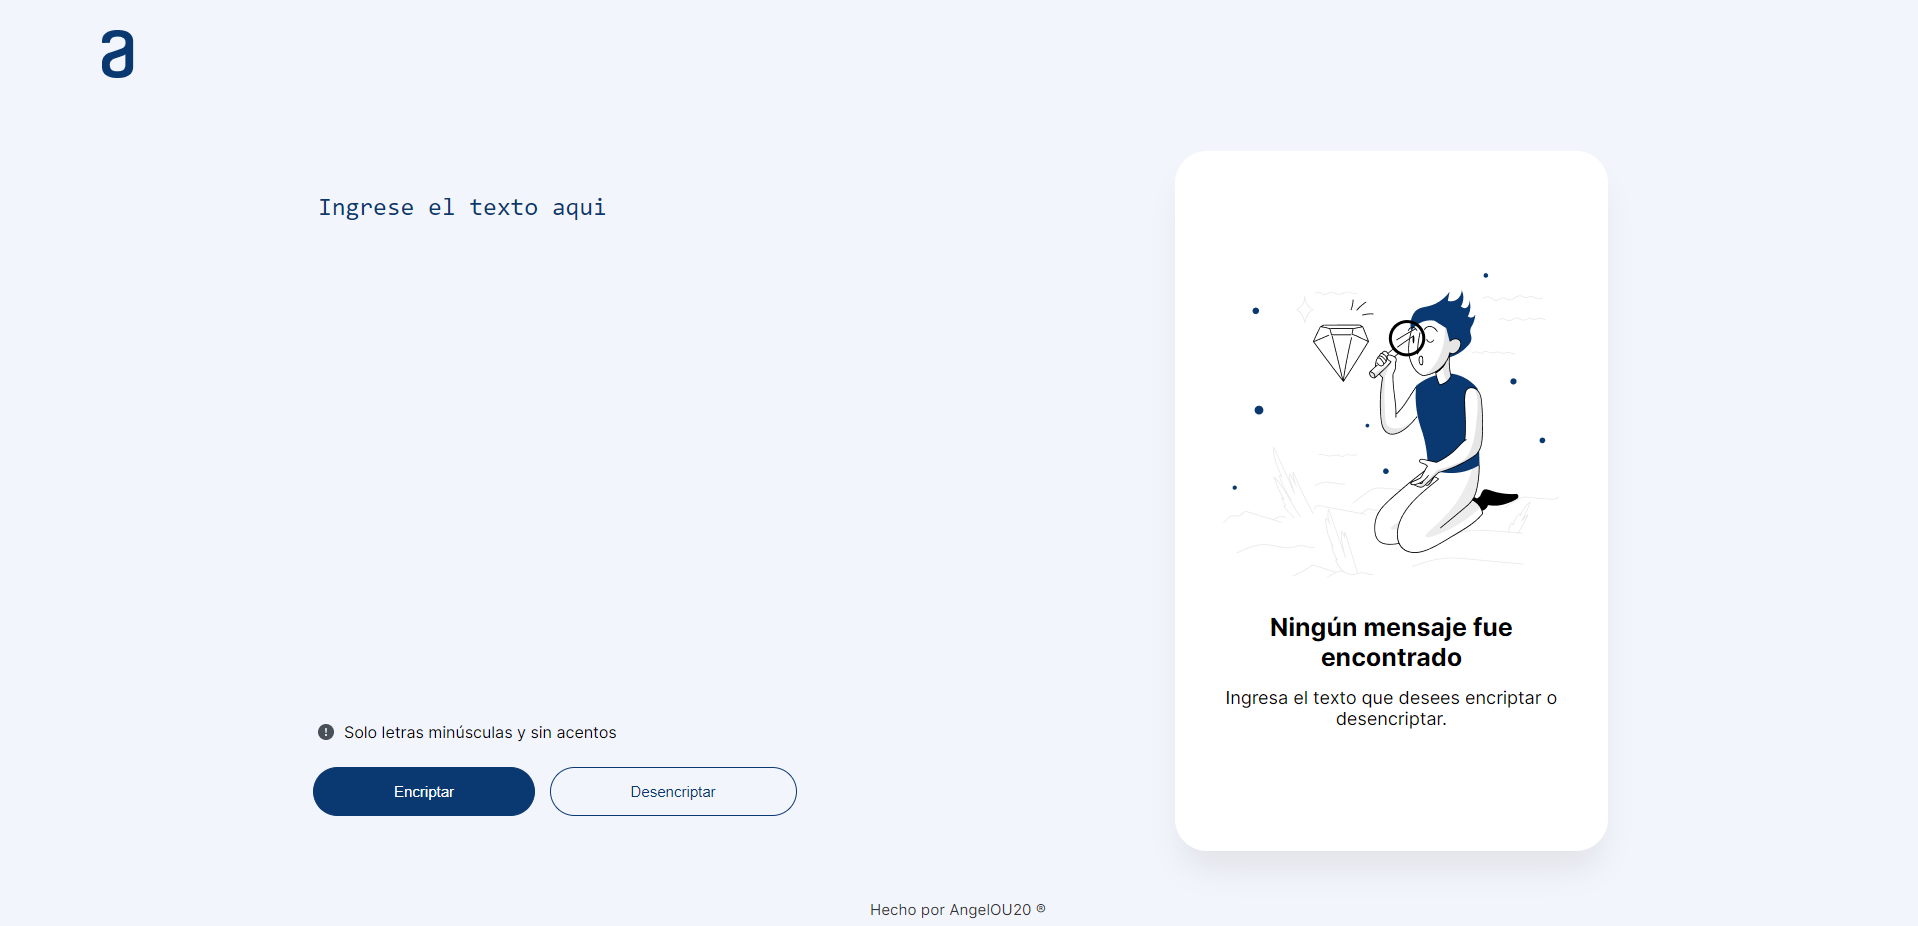 a
Ingrese el texto aqui
Solo letras minúsculas y sin acentos
Encriptar
Desencriptar
Ningún mensaje fue
encontrado
Ingresa el texto que desees encriptar o
desencriptar.
Hecho por AngelOU20 ®